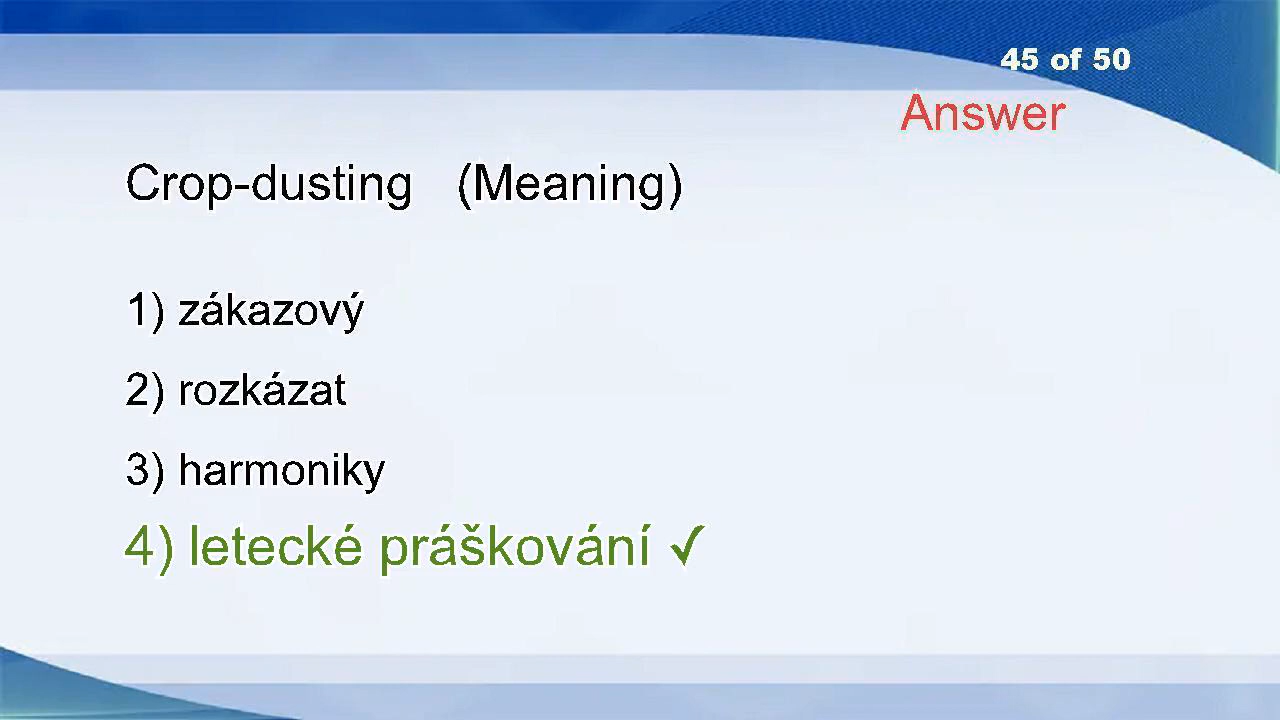 45 of 50
Answer
Crop-dusting (Meaning)
1) zákazový
2) rozkázat
3) harmoniky
4) letecké práškování ✓